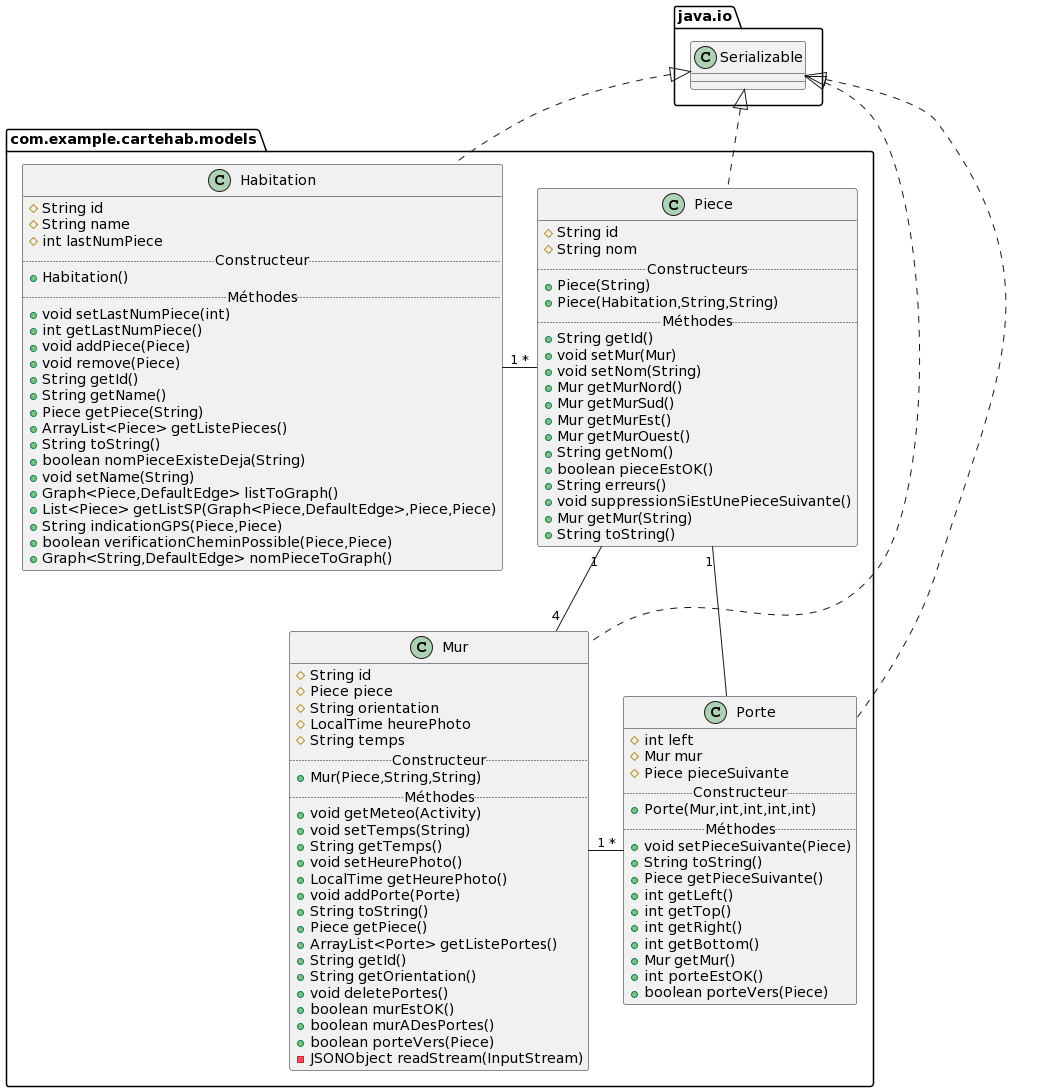 java.io
C Serializable
com.example.cartehab.models
C Habitation
String id
String name
int lastNumPiece
Constructeur
Habitation()
Méthodes
void setLastNumPiece(int)
int getLastNumPiece()
void addPiece(Piece)
void remove(Piece)
String getId()
String getName()
Piece getPiece(String)
ArrayList<Piece> getListePieces()
String toString()
boolean nomPieceExisteDeja(String)
void setName(String)
Graph<Piece,DefaultEdge> listToGraph()
List<Piece> getListSP(Graph<Piece,DefaultEdge>,Piece,Piece)
String indicationGPS(Piece,Piece)
boolean verificationCheminPossible(Piece,Piece)
Graph<String,DefaultEdge> nomPieceToGraph()
1 *
C Piece
String id
String nom
Constructeurs
Piece(String)
Piece(Habitation,String,String)
Méthodes
String getId()
void setMur(Mur)
void setNom(String)
Mur getMurNord()
Mur getMurSud()
Mur getMurEst()
Mur getMurOuest()
String getNom()
boolean pieceEstOK()
String erreurs()
void suppressionSiEstUnePieceSuivante()
Mur getMur(String)
String toString()
1
1
4
C Mur
String id
Piece piece
String orientation
LocalTime heurePhoto
String temps
Constructeur
Mur(Piece,String,String)
Méthodes
void getMeteo(Activity)
void setTemps(String)
String getTemps()
void setHeurePhoto()
LocalTime getHeurePhoto()
void addPorte(Porte)
String toString()
Piece getPiece()
ArrayList<Porte> getListePortes()
String getId()
String getOrientation()
void deletePortes()
boolean murEstOK()
boolean murADesPortes()
boolean porteVers(Piece)
JSONObject readStream(InputStream)
1 *
C Porte
int left
Mur mur
Piece pieceSuivante
Constructeur
Porte(Mur,int,int,int,int)
Méthodes
void setPieceSuivante(Piece)
String toString()
Piece getPieceSuivante()
int getLeft()
int getTop()
int getRight()
int getBottom()
Mur getMur()
int porteEstOK()
boolean porteVers(Piece)